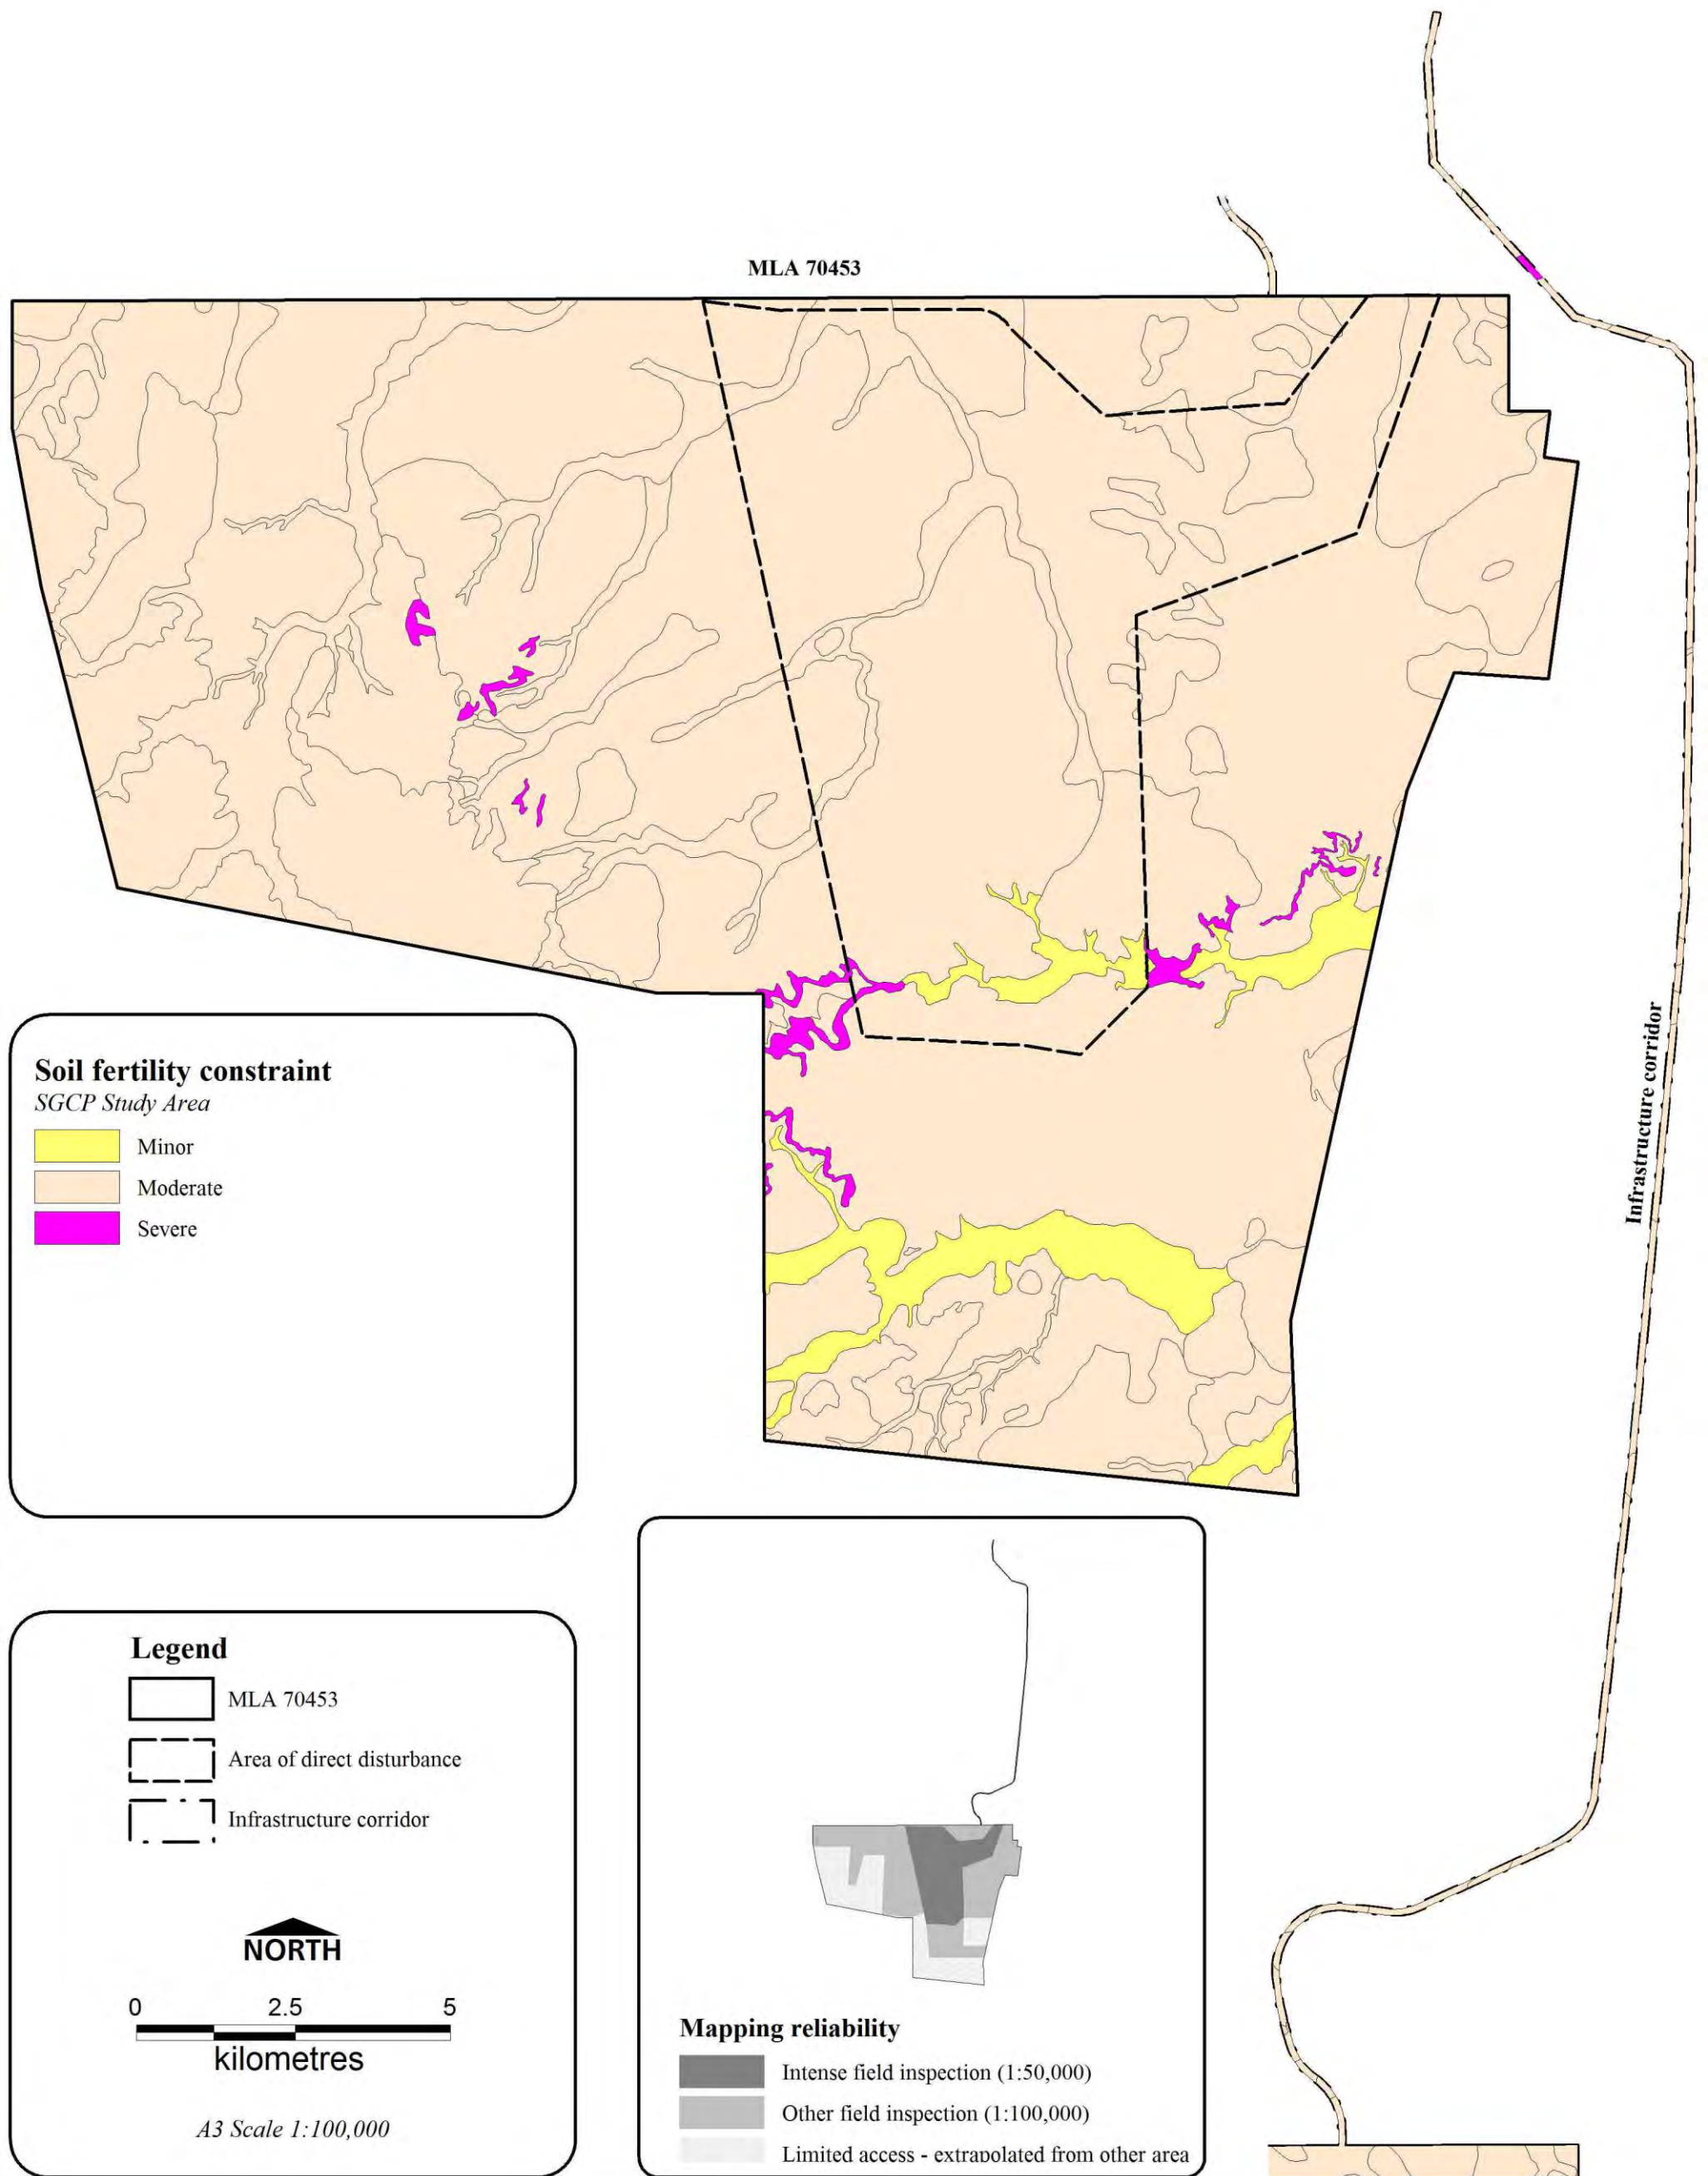 MLA 70453
Infrastructure corridor
Soil fertility constraint
SGCP Study Area
Minor
Moderate
Severe
Legend
MLA 70453
Area of direct disturbance
Infrastructure corridor
NORTH
0 2.5 5
kilometres
A3 Scale 1:100,000
Mapping reliability
Intense field inspection (1:50,000)
Other field inspection (1:100,000)
Limited access - extrapolated from other area